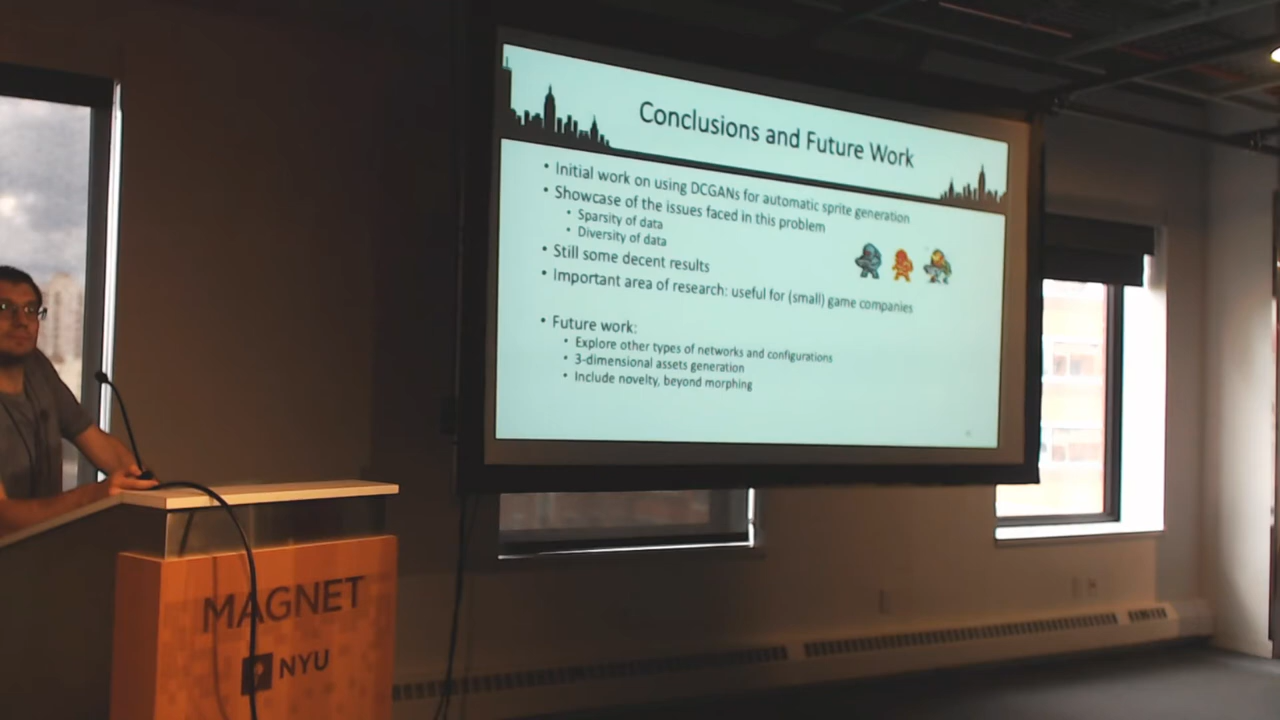 Conclusions and Future Work
• Initial work on using DCGANs for automatic sprite generation
• Showcase of the issues faced in this problem
• Sparsity of data
• Diversity of data
• Still some decent results
• Important area of research: useful for (small) game companies
• Future work:
• Explore other types of networks and configurations
• 3-dimensional assets generation
• Include novelty, beyond morphing
MAGNET
NYU